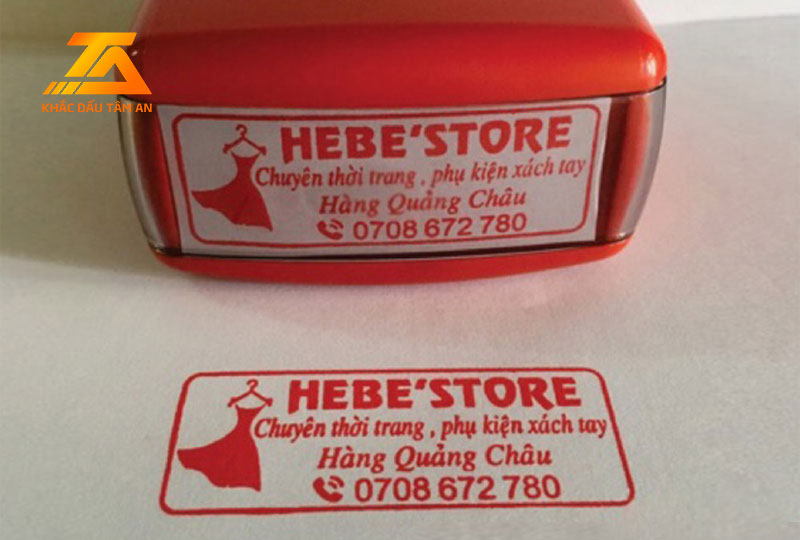 KHẮC DẤU TÂM AN
HEBE'STORE
Chuyên thời trang , phụ kiện xách tay
Hàng Quảng Châu
0708 672 780
HEBE'STORE
Chuyên thời trang , phụ kiện xách tay
Hàng Quảng Châu
0708 672 780